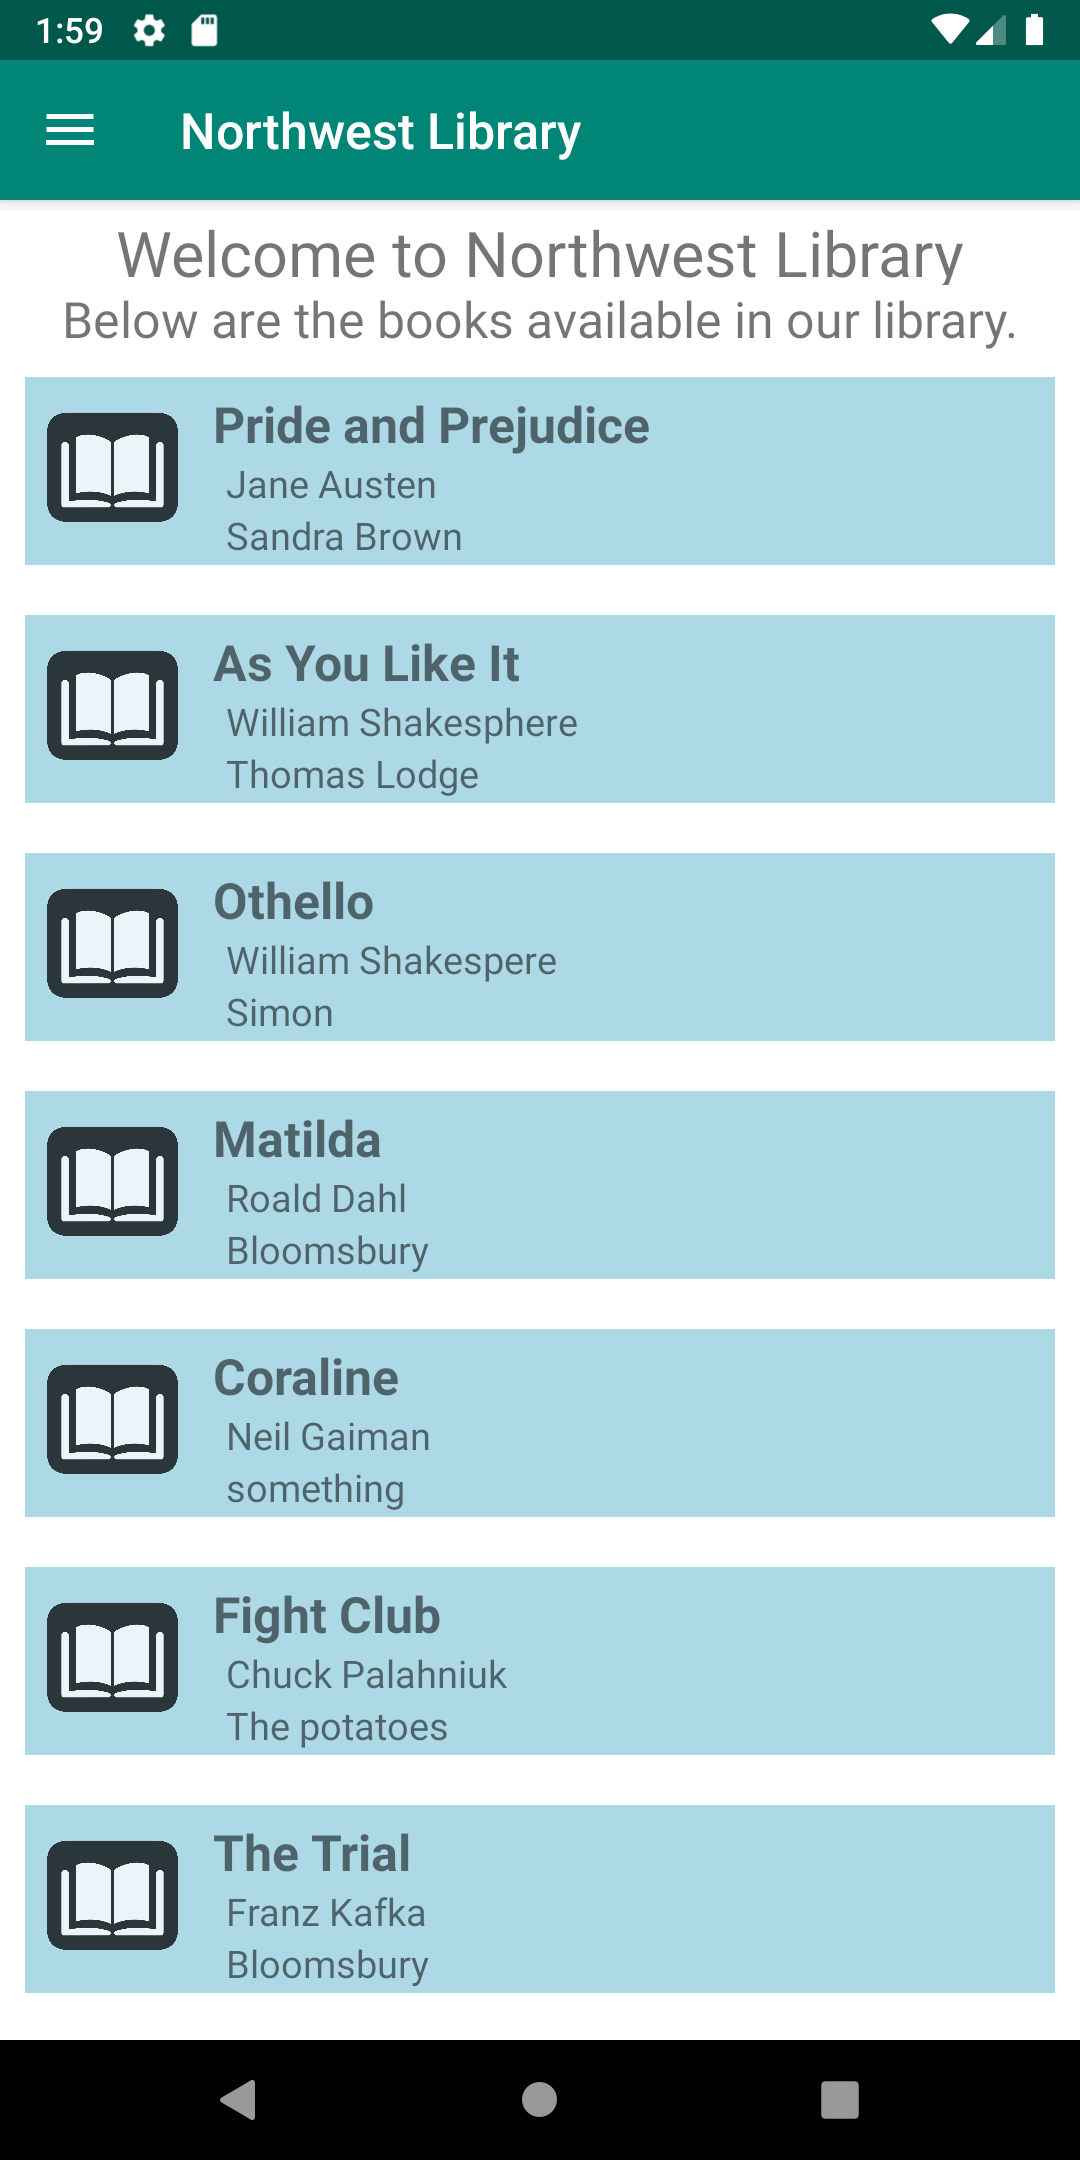 1:59
Northwest Library
Welcome to Northwest Library
Below are the books available in our library.
Pride and Prejudice
Jane Austen
Sandra Brown
As You Like It
William Shakesphere
Thomas Lodge
Othello
William Shakespere
Simon
Matilda
Roald Dahl
Bloomsbury
Coraline
Neil Gaiman
something
Fight Club
Chuck Palahniuk
The potatoes
The Trial
Franz Kafka
Bloomsbury